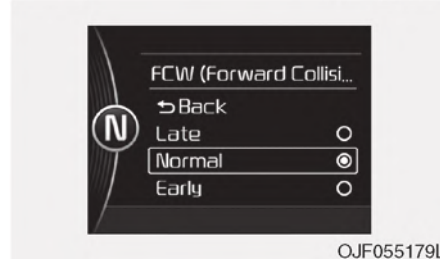 FCW (Forward Collisi...
Back
N
Late
Normal
Early
OJF055179L